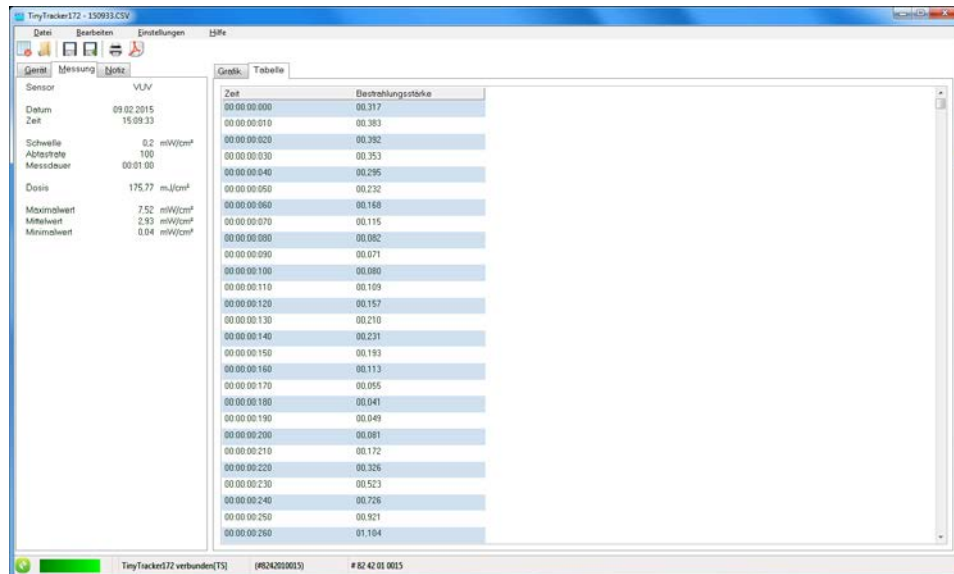 TinyTracker172 - 150933.CSV
Datei Bearbeiten Einstellungen Hilfe
Gerät Messung Notiz
Sensor VUV
Datum 09.02.2015
Zeit 15:09:33
Schwelle 0,2 mW/cm²
Abtastrate 100
Messdauer 00:01:00
Dosis 175,77 mJ/cm²
Maximalwert 7,52 mW/cm²
Mittelwert 2,93 mW/cm²
Minimalwert 0,04 mW/cm²
Grafik Tabelle
Zeit Bestrahlungsstärke
00:00:00:000 00,317
00:00:00:010 00,383
00:00:00:020 00,392
00:00:00:030 00,353
00:00:00:040 00,295
00:00:00:050 00,232
00:00:00:060 00,168
00:00:00:070 00,115
00:00:00:080 00,082
00:00:00:090 00,071
00:00:00:100 00,080
00:00:00:110 00,109
00:00:00:120 00,157
00:00:00:130 00,210
00:00:00:140 00,231
00:00:00:150 00,193
00:00:00:160 00,113
00:00:00:170 00,055
00:00:00:180 00,041
00:00:00:190 00,049
00:00:00:200 00,081
00:00:00:210 00,172
00:00:00:220 00,326
00:00:00:230 00,523
00:00:00:240 00,726
00:00:00:250 00,921
00:00:00:260 01,104
TinyTracker172 verbunden[TS] (#8242010015) # 82 42 01 0015